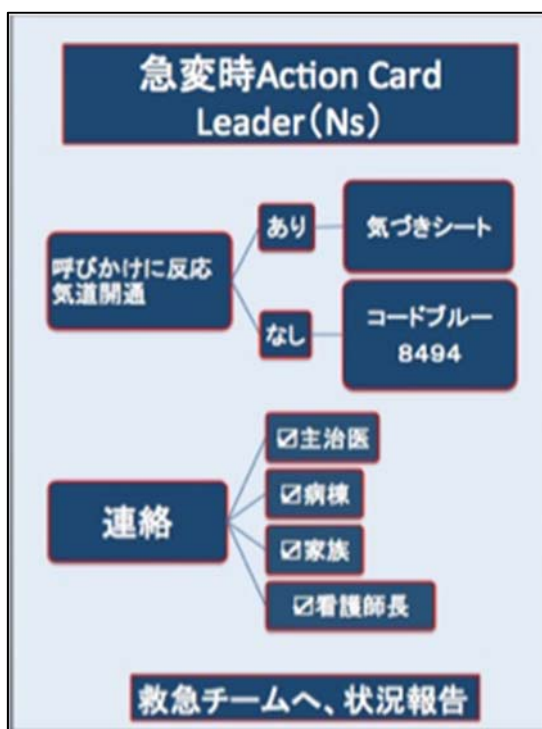 急変時Action Card
Leader(Ns)
呼びかけに反応
気道開通
あり
気づきシート
なし
コードブルー
8494
連絡
☑主治医
☑病棟
☑家族
☑看護師長
救急チームへ、状況報告